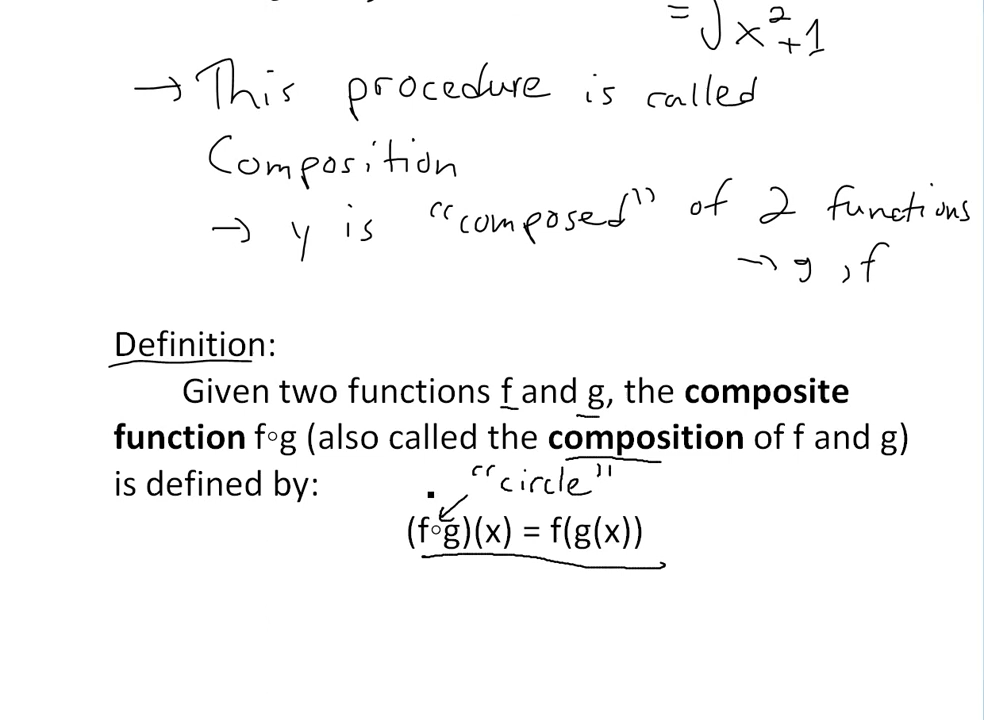 = √x²+1
→ This procedure is called
Composition
→ y is “composed” of 2 functions
→ g, f
Definition:
Given two functions f and g, the composite
function f∘g (also called the composition of f and g)
is defined by:
“circle”
(f∘g)(x) = f(g(x))